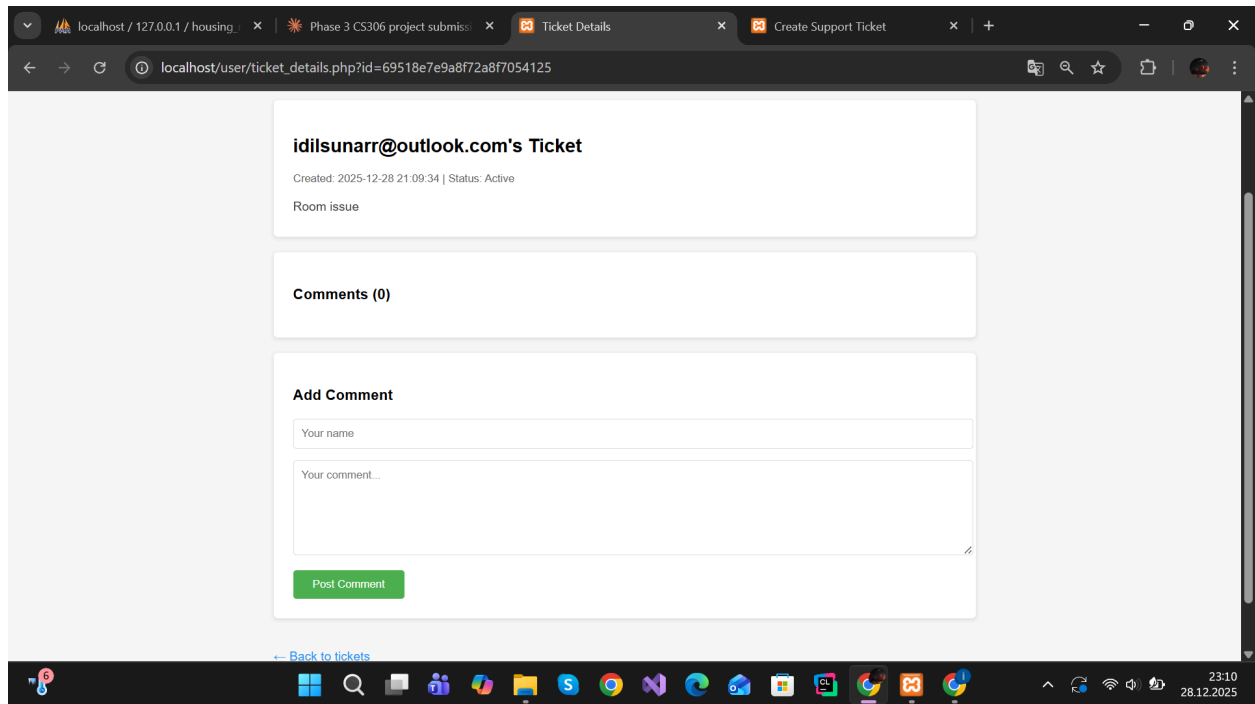 localhost / 127.0.0.1 / housing_
Phase 3 CS306 project submiss
Ticket Details
Create Support Ticket
localhost/user/ticket_details.php?id=69518e7e9a8f72a8f7054125
idilsunarr@outlook.com's Ticket
Created: 2025-12-28 21:09:34 | Status: Active
Room issue
Comments (0)
Add Comment
Your name
Your comment...
Post Comment
← Back to tickets
6
23:10
28.12.2025